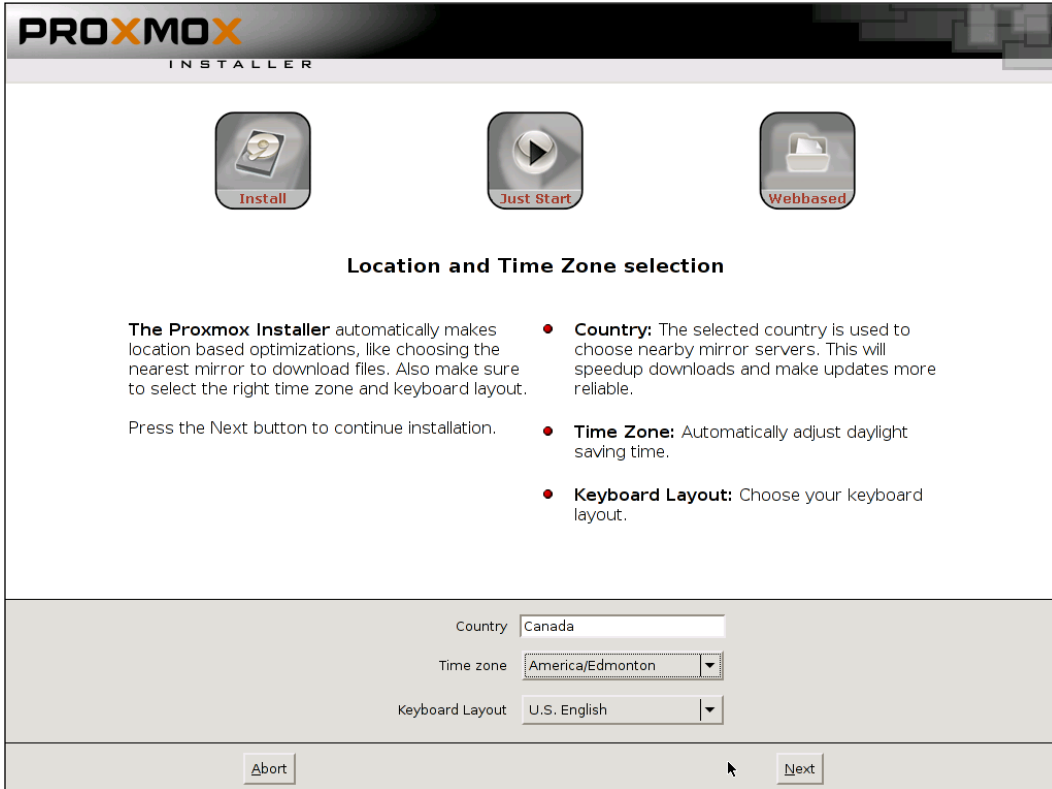 PROXMOX
INSTALLER
Install
Just Start
Webbased
Location and Time Zone selection
The Proxmox Installer automatically makes
location based optimizations, like choosing the
nearest mirror to download files. Also make sure
to select the right time zone and keyboard layout.
Press the Next button to continue installation.
Country: The selected country is used to
choose nearby mirror servers. This will
speedup downloads and make updates more
reliable.
Time Zone: Automatically adjust daylight
saving time.
Keyboard Layout: Choose your keyboard
layout.
Country Canada
Time zone America/Edmonton
Keyboard Layout U.S. English
Abort Next